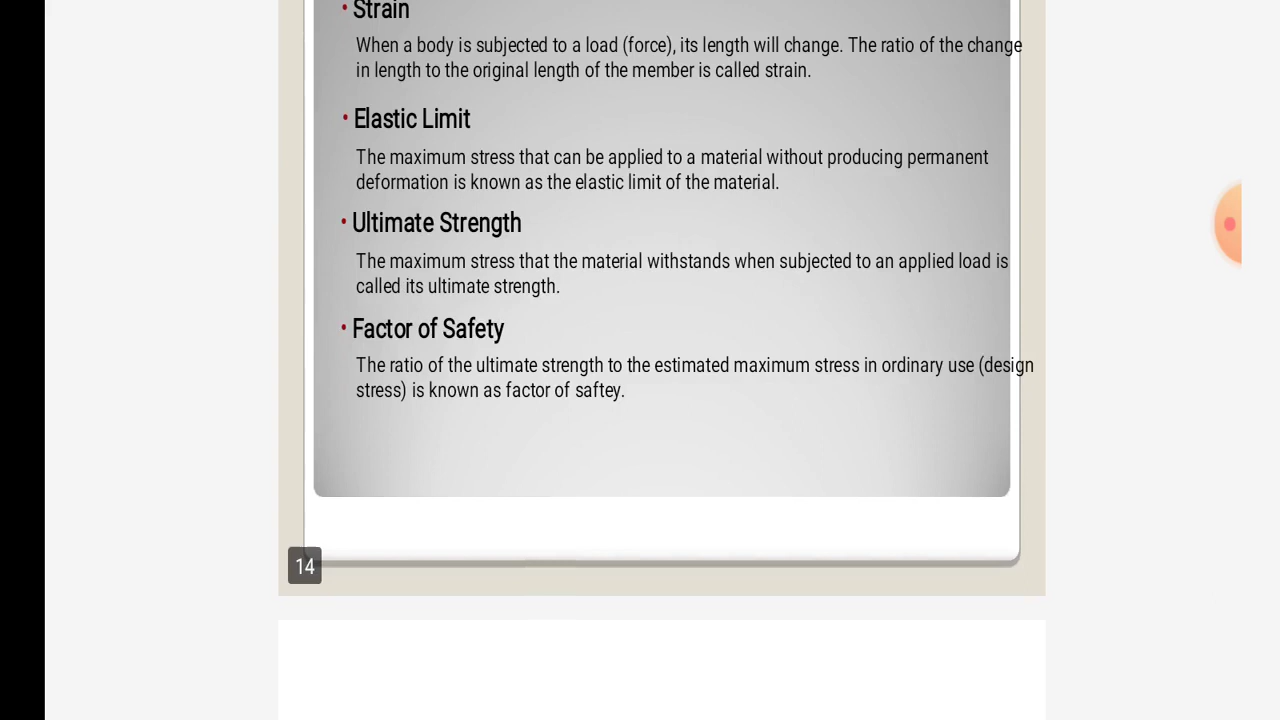 • Strain
When a body is subjected to a load (force), its length will change. The ratio of the change
in length to the original length of the member is called strain.
• Elastic Limit
The maximum stress that can be applied to a material without producing permanent
deformation is known as the elastic limit of the material.
• Ultimate Strength
The maximum stress that the material withstands when subjected to an applied load is
called its ultimate strength.
• Factor of Safety
The ratio of the ultimate strength to the estimated maximum stress in ordinary use (design
stress) is known as factor of saftey.
14